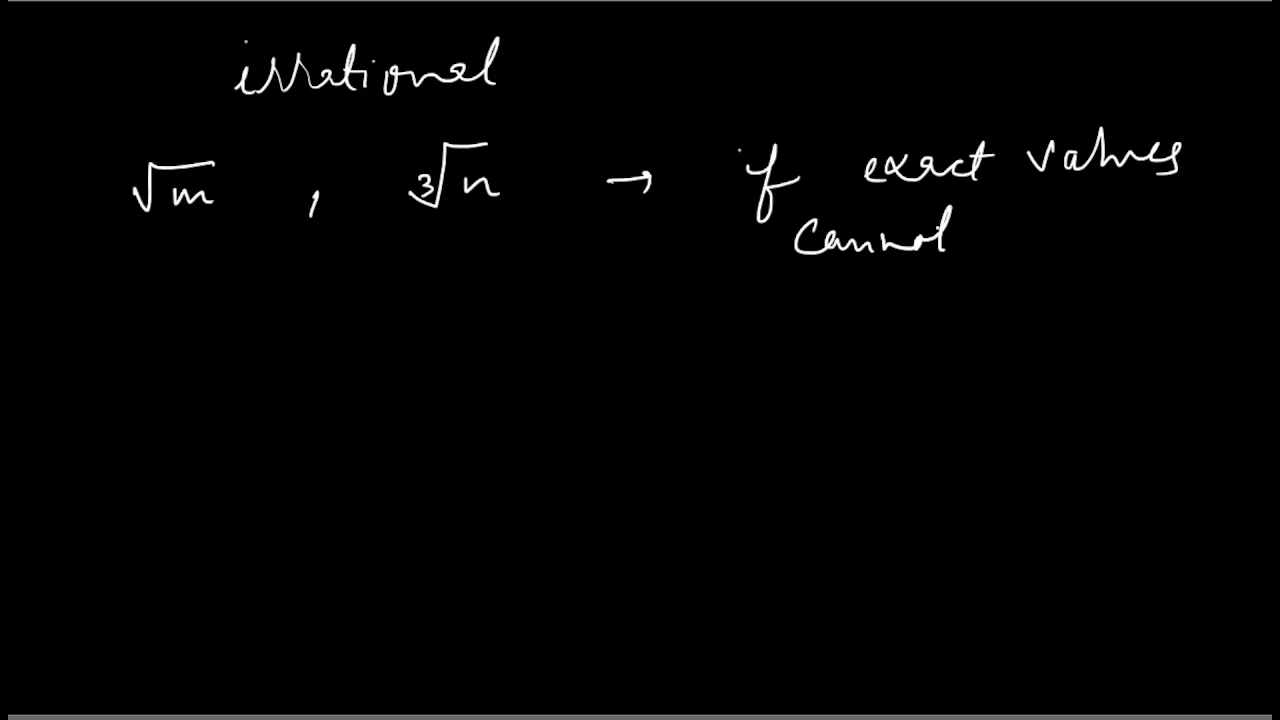 irrational
√m , ∛n → if exact values
cannot